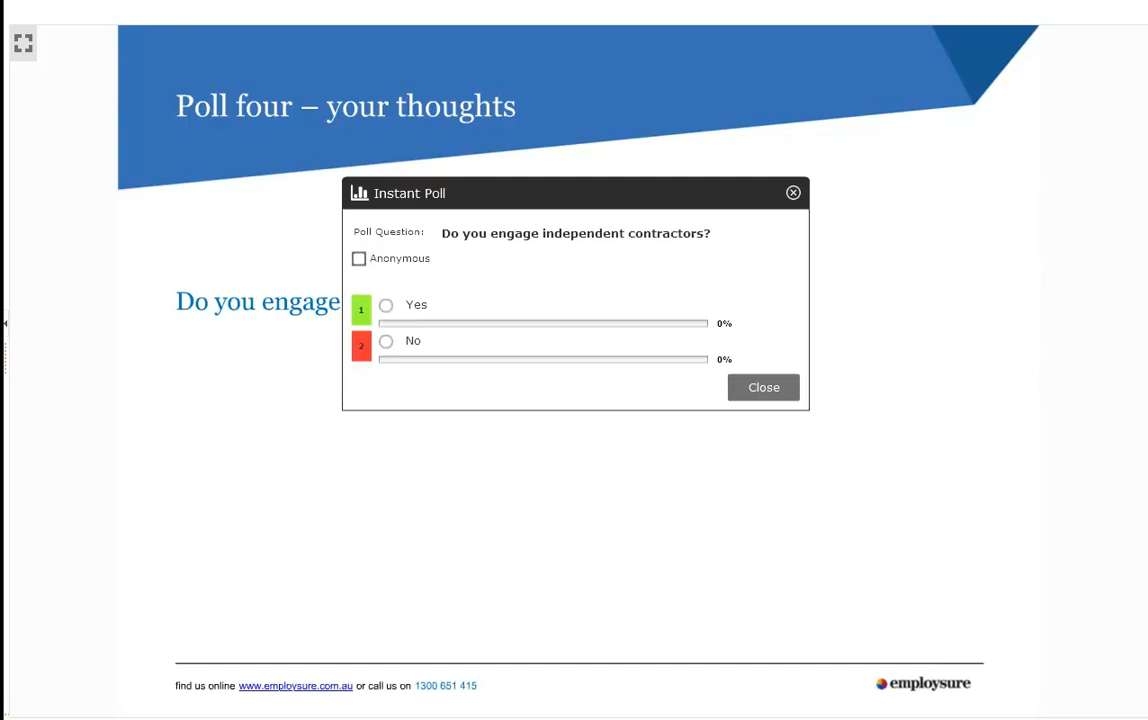 Poll four – your thoughts
Instant Poll
Poll Question: Do you engage independent contractors?
Anonymous
Do you engage
1 Yes
0%
2 No
0%
Close
find us online www.employsure.com.au or call us on 1300 651 415
employsure